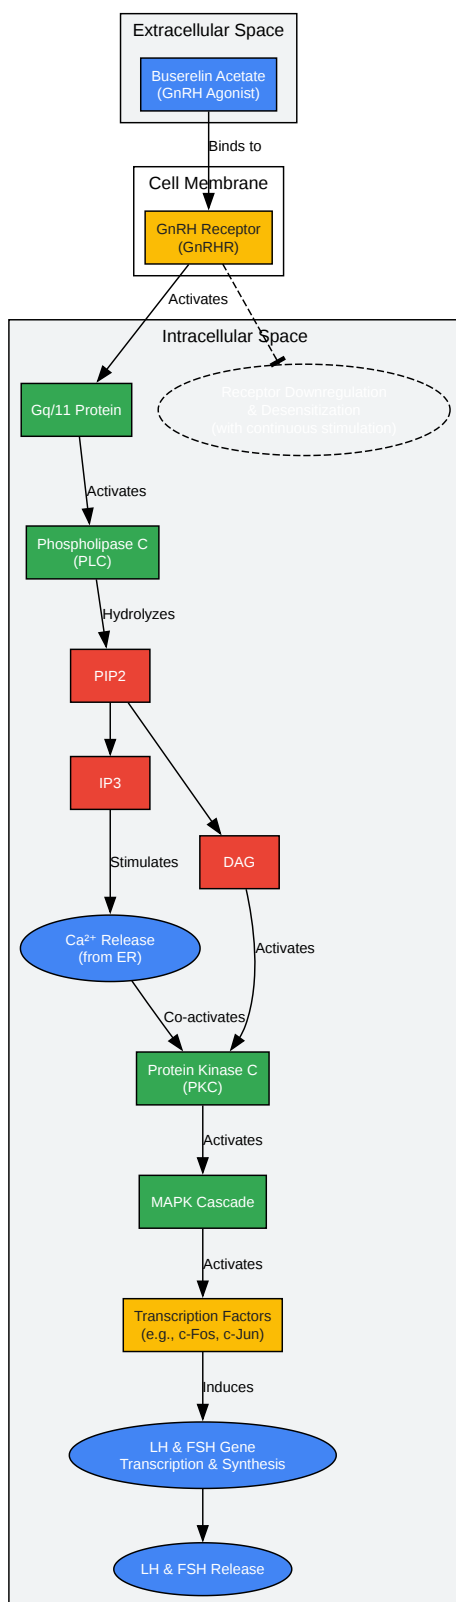 Extracellular Space
Buserelin Acetate
(GnRH Agonist)
Binds to
Cell Membrane
GnRH Receptor
(GnRHR)
Activates
Intracellular Space
Receptor Downregulation
& Desensitization
(with continuous stimulation)
Gq/11 Protein
Activates
Phospholipase C
(PLC)
Hydrolyzes
PIP2
IP3
Stimulates
DAG
Ca²⁺ Release
(from ER)
Activates
Co-activates
Protein Kinase C
(PKC)
Activates
MAPK Cascade
Activates
Transcription Factors
(e.g., c-Fos, c-Jun)
Induces
LH & FSH Gene
Transcription & Synthesis
LH & FSH Release